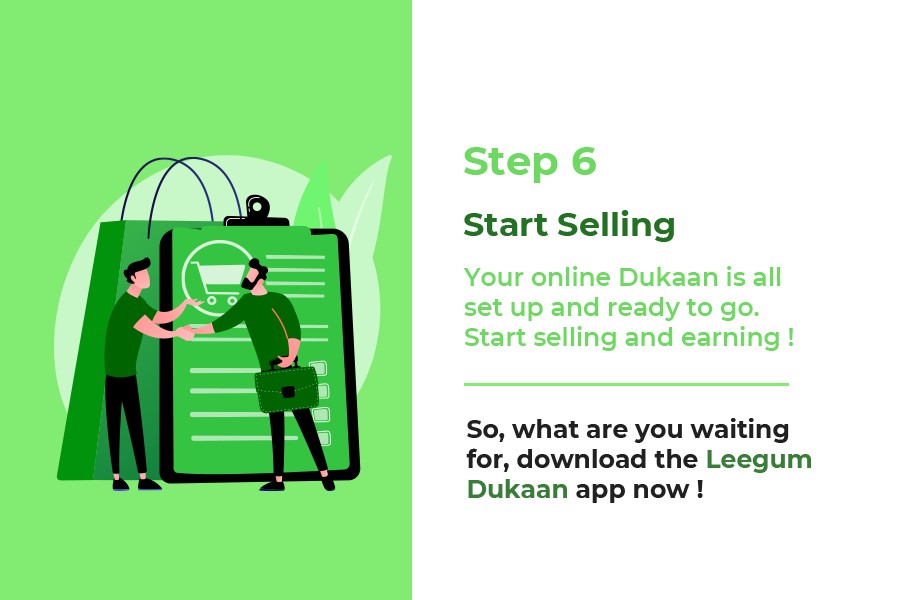 Step 6
Start Selling
Your online Dukaan is all
set up and ready to go.
Start selling and earning !
So, what are you waiting
for, download the Leegum
Dukaan app now !